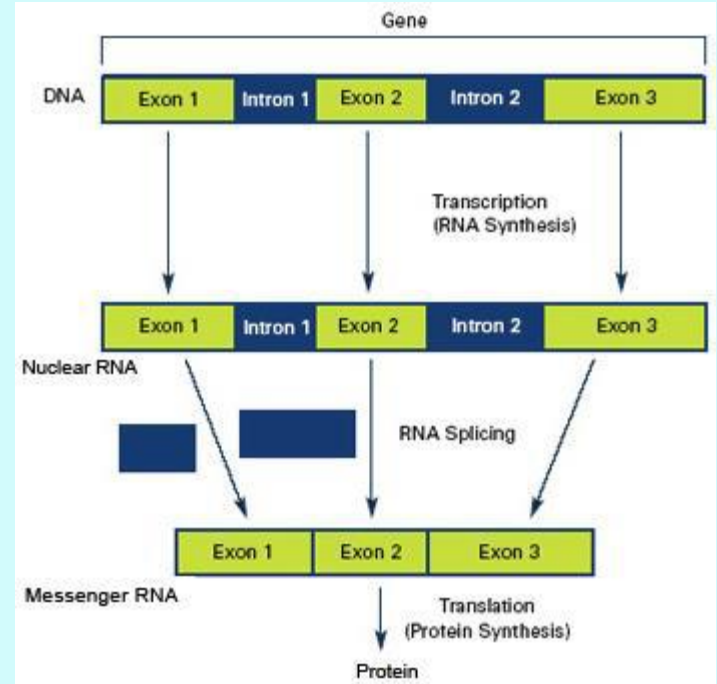 Gene
DNA
Exon 1 Intron 1 Exon 2 Intron 2 Exon 3
Transcription
(RNA Synthesis)
Exon 1 Intron 1 Exon 2 Intron 2 Exon 3
Nuclear RNA
RNA Splicing
Exon 1 Exon 2 Exon 3
Messenger RNA
Translation
(Protein Synthesis)
Protein